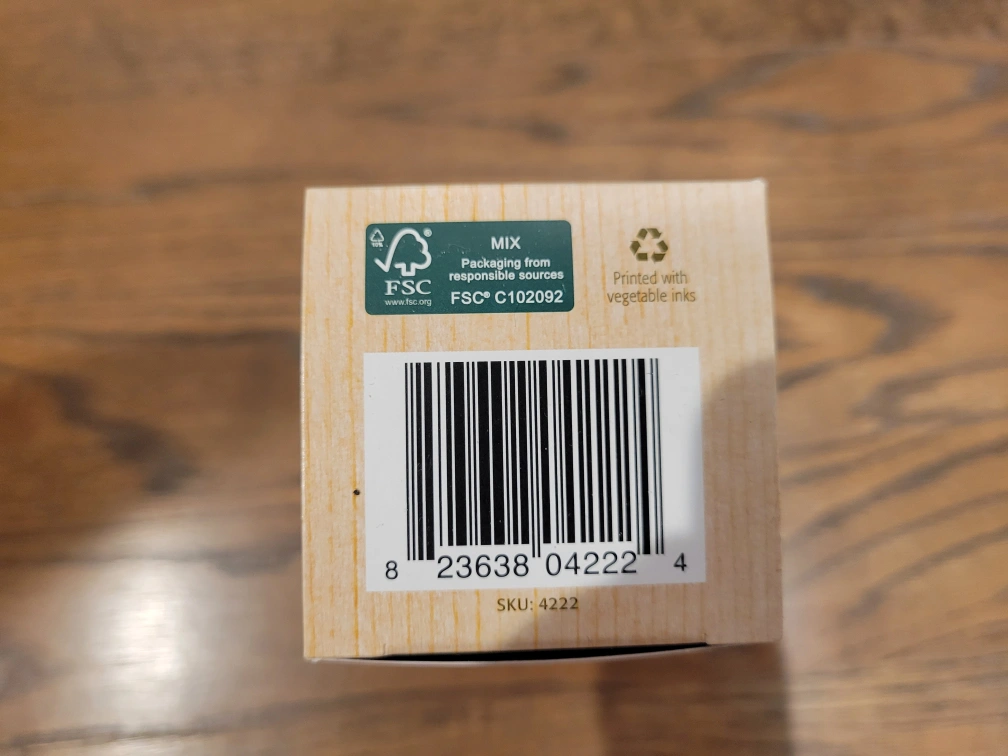 MIX
Packaging from
responsible sources
FSC® C102092
FSC
www.fsc.org
Printed with
vegetable inks
8 23638 04222 4
SKU: 4222